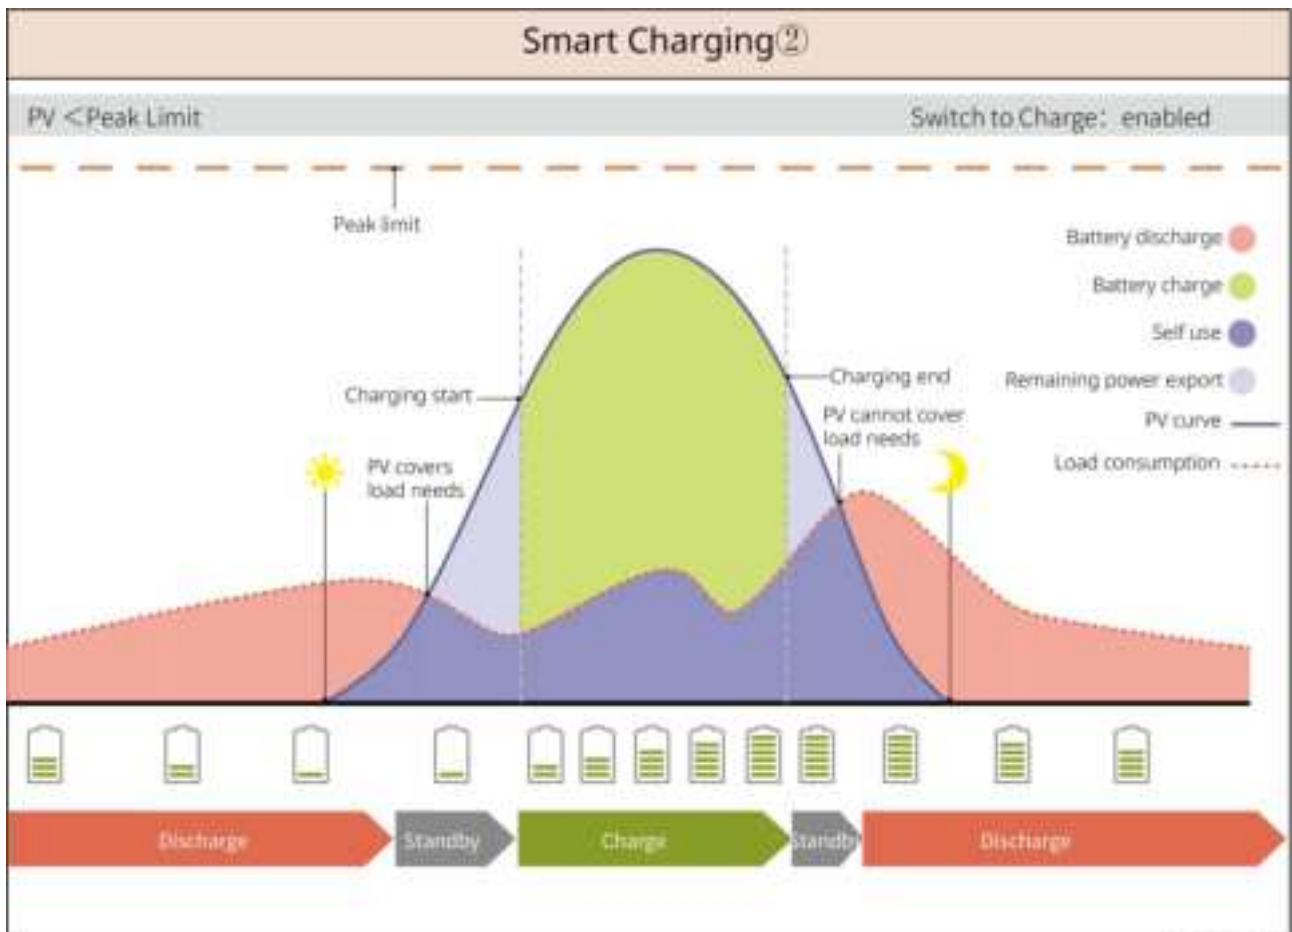 Smart Charging②
PV <Peak Limit
Switch to Charge: enabled
Peak limit
Battery discharge
Battery charge
Self use
Remaining power export
PV curve
Load consumption
Charging start
Charging end
PV cannot cover
load needs
PV covers
load needs
Discharge
Standby
Charge
Standby
Discharge